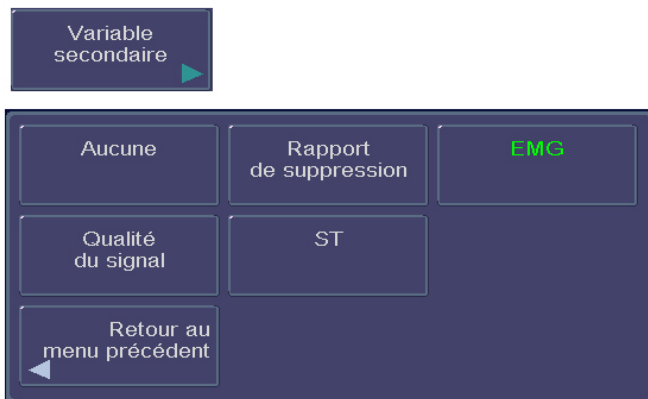 Variable
secondaire
Aucune
Rapport
de suppression
EMG
Qualité
du signal
ST
Retour au
menu précédent